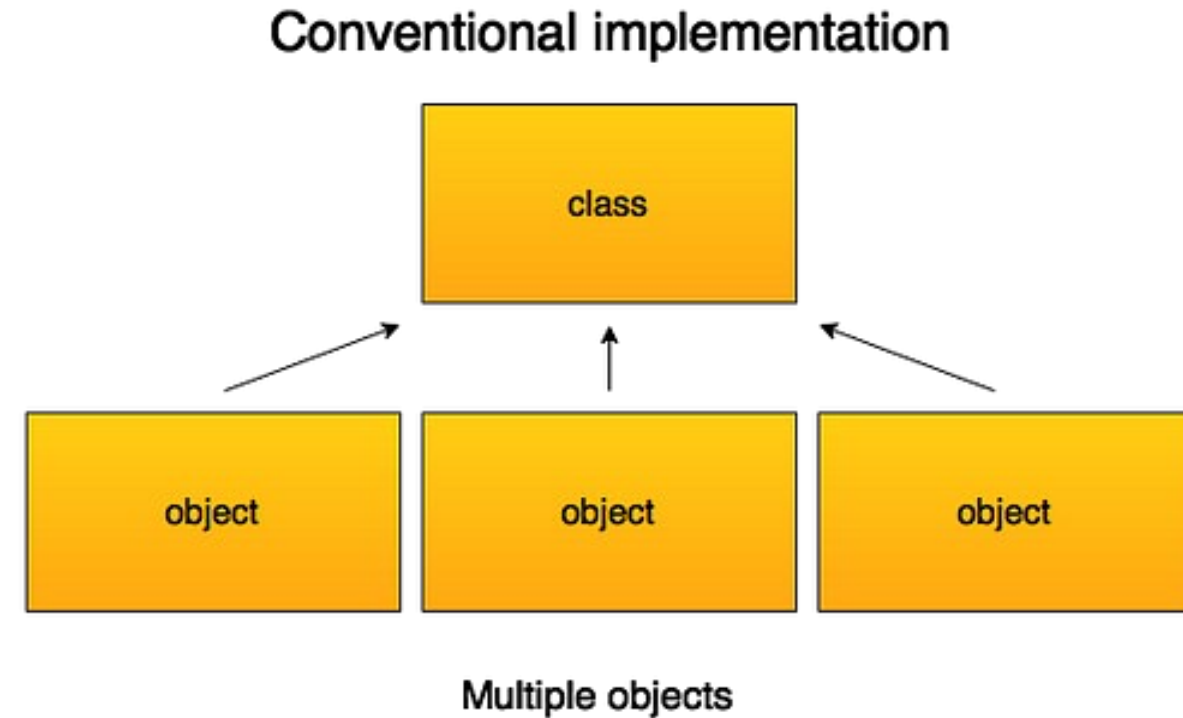 Conventional implementation
class
object
object
object
Multiple objects